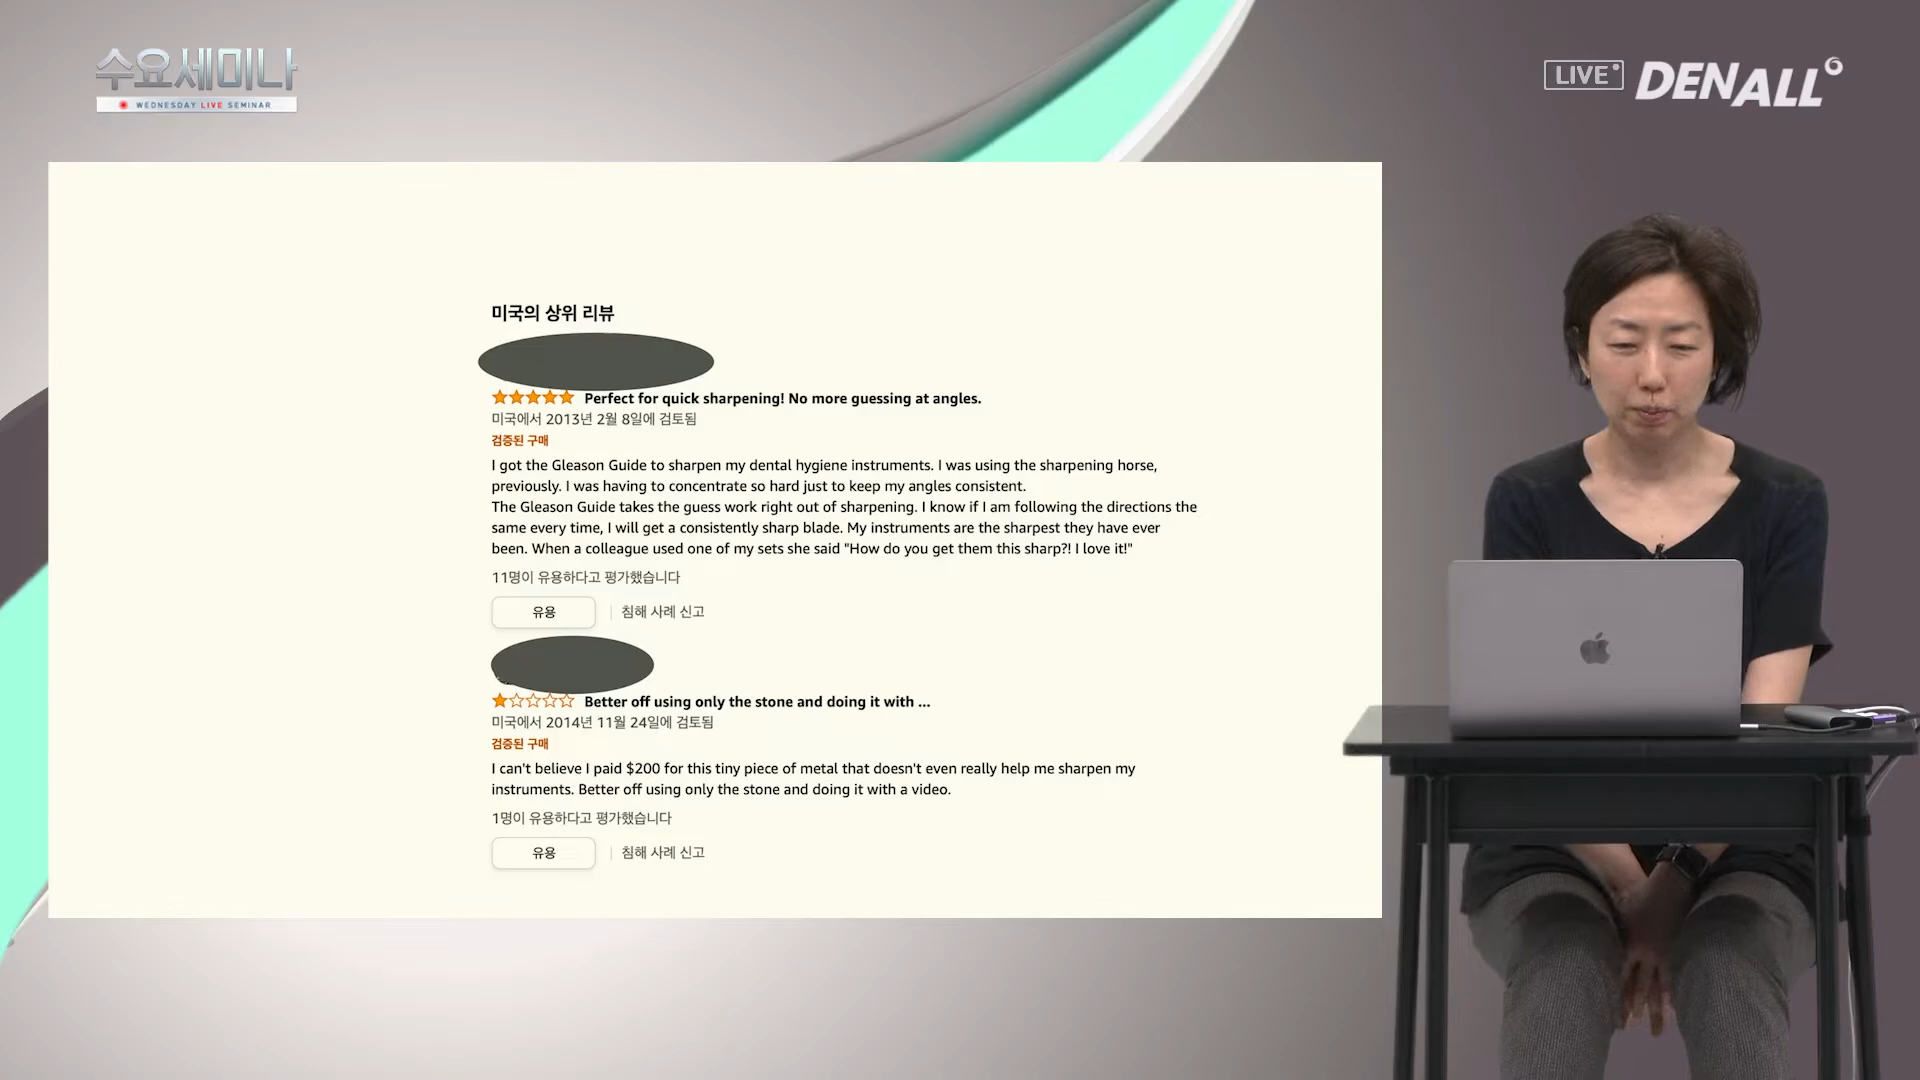 수요세미나
WEDNESDAY LIVE SEMINAR
LIVE
DENALL
미국의 상위 리뷰
Perfect for quick sharpening! No more guessing at angles.
미국에서 2013년 2월 8일에 검토됨
검증된 구매
I got the Gleason Guide to sharpen my dental hygiene instruments. I was using the sharpening horse,
previously. I was having to concentrate so hard just to keep my angles consistent.
The Gleason Guide takes the guess work right out of sharpening. I know if I am following the directions the
same every time, I will get a consistently sharp blade. My instruments are the sharpest they have ever
been. When a colleague used one of my sets she said "How do you get them this sharp?! I love it!"
11명이 유용하다고 평가했습니다
유용 | 침해 사례 신고
Better off using only the stone and doing it with ...
미국에서 2014년 11월 24일에 검토됨
검증된 구매
I can't believe I paid $200 for this tiny piece of metal that doesn't even really help me sharpen my
instruments. Better off using only the stone and doing it with a video.
1명이 유용하다고 평가했습니다
유용 | 침해 사례 신고